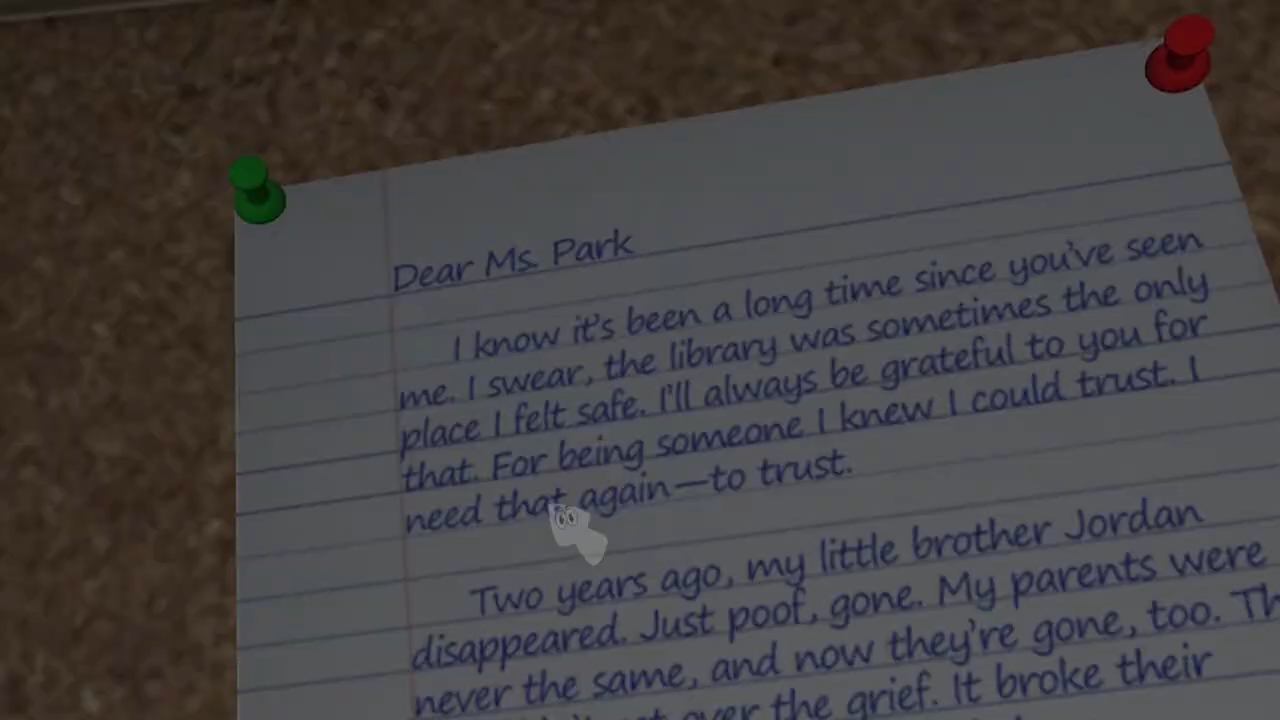 Dear Ms. Park
I know it's been a long time since you've seen
me. I swear, the library was sometimes the only
place I felt safe. I'll always be grateful to you for
that. For being someone I knew I could trust. I
need that again—to trust.
Two years ago, my little brother Jordan
disappeared. Just poof, gone. My parents were
never the same, and now they're gone, too.
over the grief. It broke their